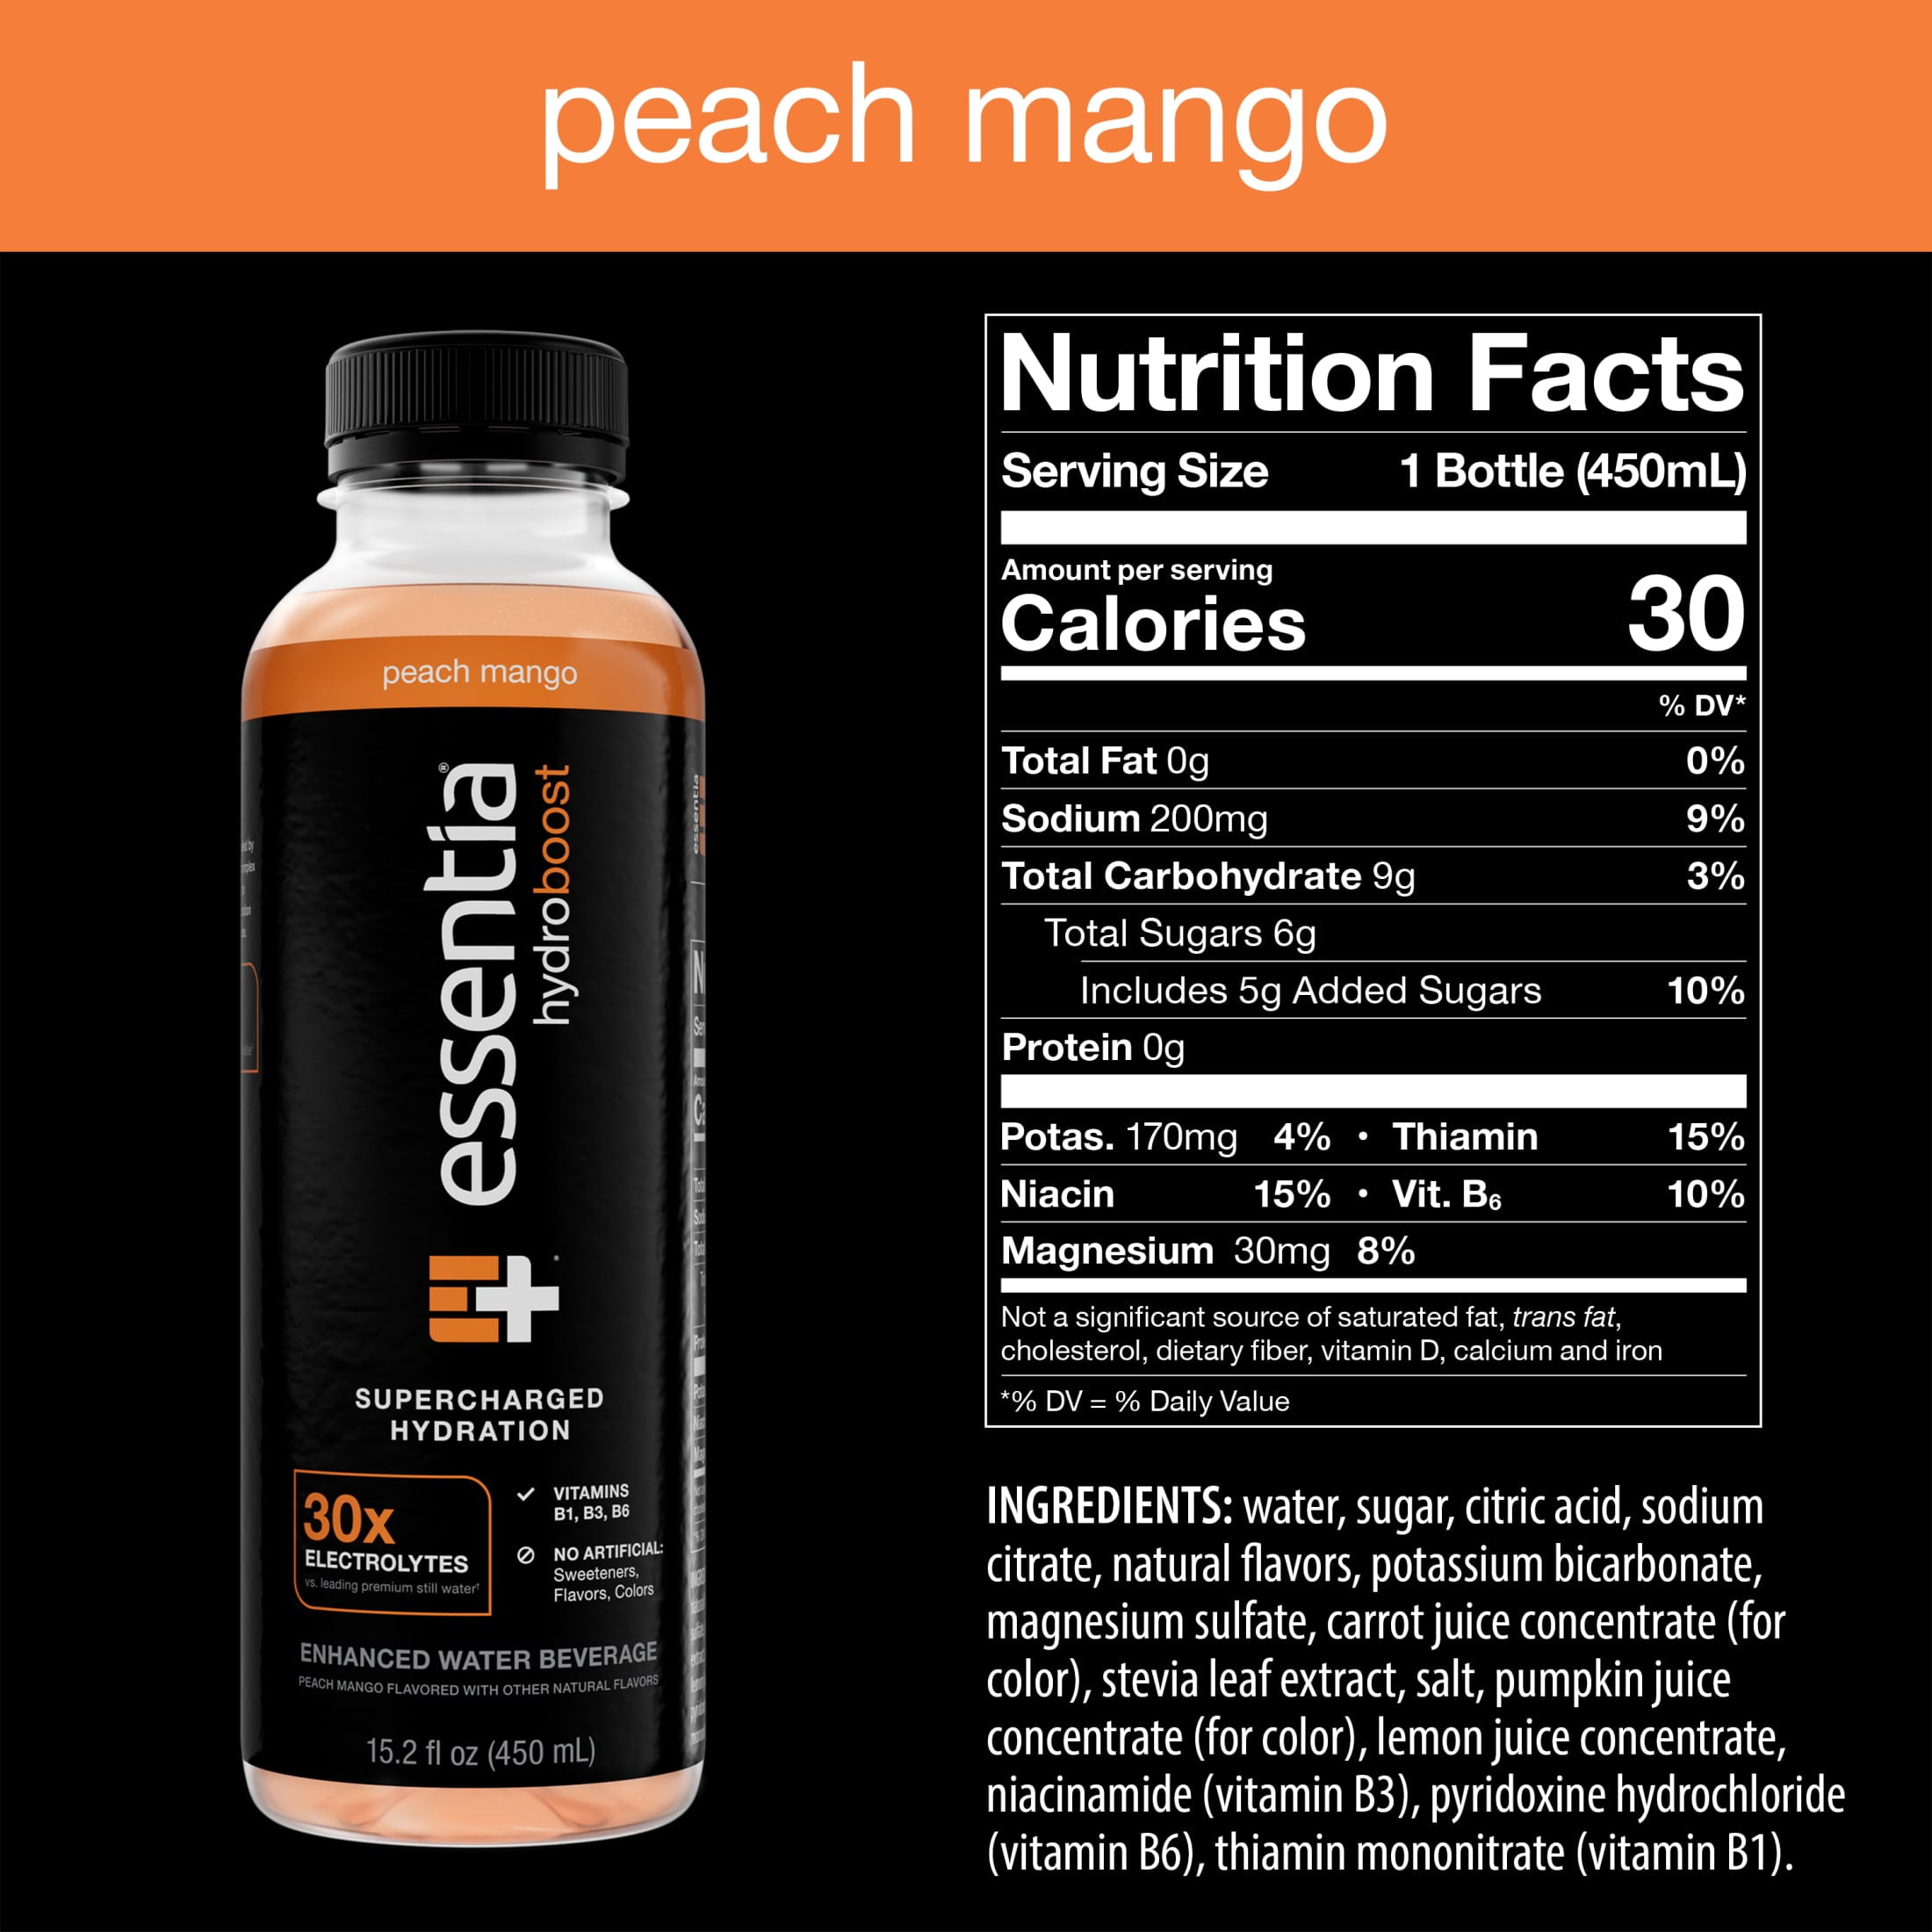 peach mango
peach mango
essentia®
hydroboost
SUPERCHARGED
HYDRATION
30x
ELECTROLYTES
vs. leading premium still water†
VITAMINS
B1, B3, B6
NO ARTIFICIAL:
Sweeteners,
Flavors, Colors
ENHANCED WATER BEVERAGE
PEACH MANGO FLAVORED WITH OTHER NATURAL FLAVORS
15.2 fl oz (450 mL)
essentia
Nutrition Facts
Serving Size 1 Bottle (450mL)
Amount per serving
Calories 30
% DV*
Total Fat 0g 0%
Sodium 200mg 9%
Total Carbohydrate 9g 3%
Total Sugars 6g
Includes 5g Added Sugars 10%
Protein 0g
Potas. 170mg 4% • Thiamin 15%
Niacin 15% • Vit. B6 10%
Magnesium 30mg 8%
Not a significant source of saturated fat, trans fat,
cholesterol, dietary fiber, vitamin D, calcium and iron
*% DV = % Daily Value
INGREDIENTS: water, sugar, citric acid, sodium
citrate, natural flavors, potassium bicarbonate,
magnesium sulfate, carrot juice concentrate (for
color), stevia leaf extract, salt, pumpkin juice
concentrate (for color), lemon juice concentrate,
niacinamide (vitamin B3), pyridoxine hydrochloride
(vitamin B6), thiamin mononitrate (vitamin B1).